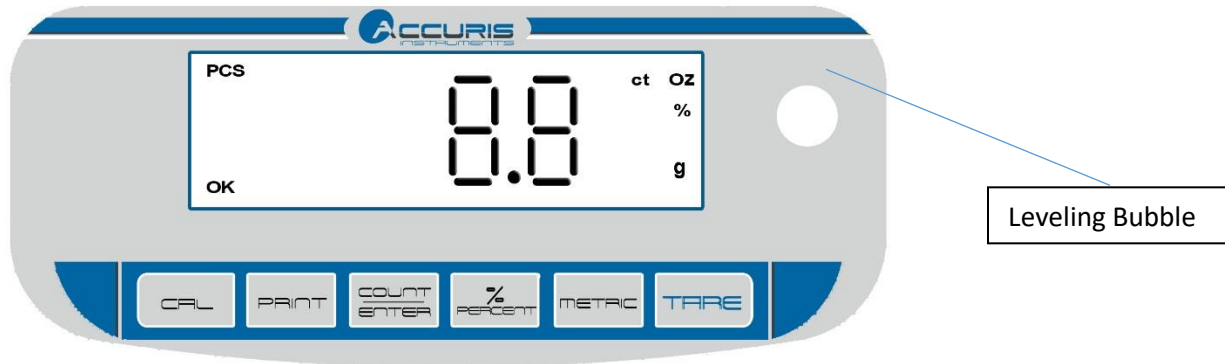 ACCURIS
INSTRUMENTS
PCS
8.8
ct Oz
%
g
OK
Leveling Bubble
CAL
PRINT
COUNT
ENTER
%
PERCENT
METRIC
TARE